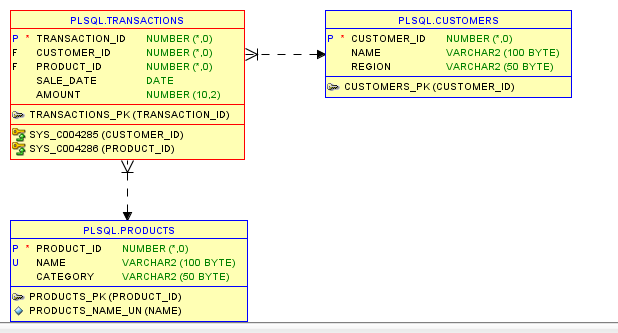 PLSQL.TRANSACTIONS
P * TRANSACTION_ID NUMBER (*,0)
F CUSTOMER_ID NUMBER (*,0)
F PRODUCT_ID NUMBER (*,0)
SALE_DATE DATE
AMOUNT NUMBER (10,2)
TRANSACTIONS_PK (TRANSACTION_ID)
SYS_C004285 (CUSTOMER_ID)
SYS_C004286 (PRODUCT_ID)
PLSQL.CUSTOMERS
P * CUSTOMER_ID NUMBER (*,0)
NAME VARCHAR2 (100 BYTE)
REGION VARCHAR2 (50 BYTE)
CUSTOMERS_PK (CUSTOMER_ID)
PLSQL.PRODUCTS
P * PRODUCT_ID NUMBER (*,0)
U NAME VARCHAR2 (100 BYTE)
CATEGORY VARCHAR2 (50 BYTE)
PRODUCTS_PK (PRODUCT_ID)
PRODUCTS_NAME_UN (NAME)